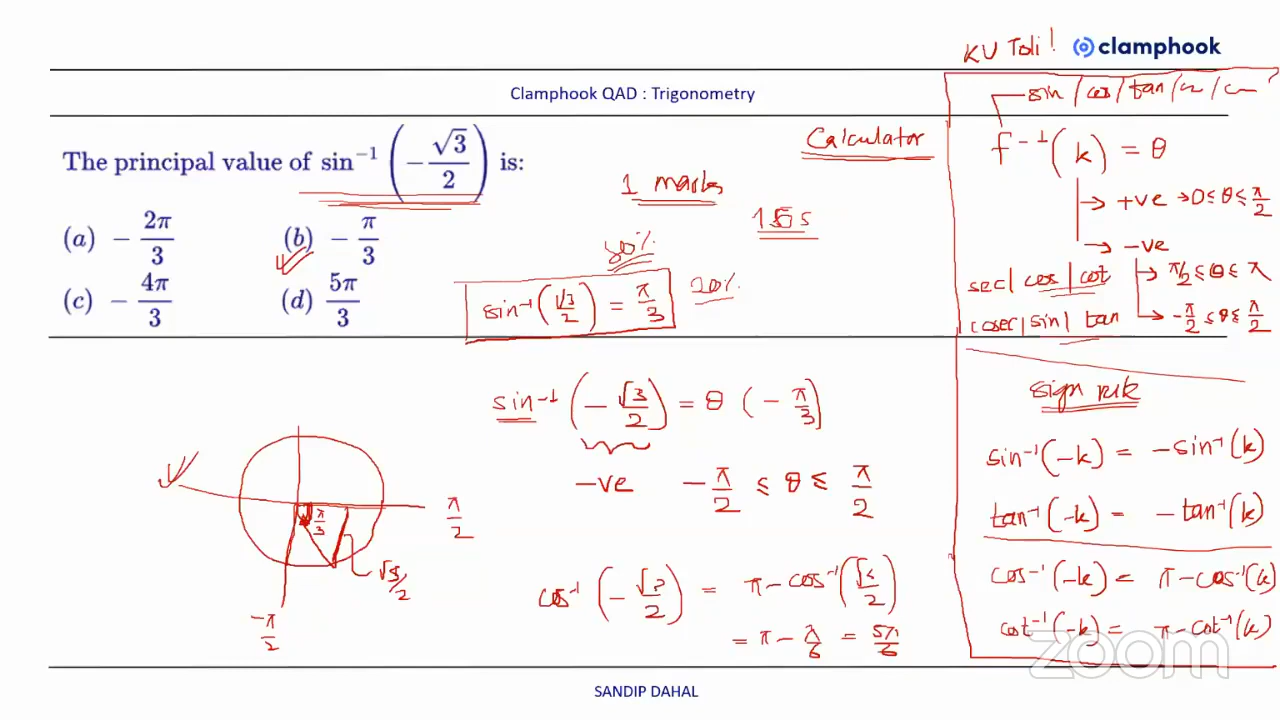 KV Toli!
clamphook
Clamphook QAD : Trigonometry
The principal value of sin⁻¹(−√3/2) is:
(a) −2π/3 (b) −π/3
(c) −4π/3 (d) 5π/3
Calculator
1 marks
15 s
80%
20%
sin⁻¹(√3/2) = π/3
sin/cos/tan/
f⁻¹(k) = θ
→ +ve → 0≤θ≤π/2
→ −ve
sec|cos|cot → π/2≤θ≤π
cosec|sin|tan → −π/2≤θ≤π/2
sign rule
sin⁻¹(−k) = −sin⁻¹(k)
tan⁻¹(−k) = −tan⁻¹(k)
cos⁻¹(−k) = π−cos⁻¹(k)
cot⁻¹(−k) = π−cot⁻¹(k)
sin⁻¹(−√3/2) = θ (−π/3)
−ve −π/2 ≤ θ ≤ π/2
cos⁻¹(−√3/2) = π−cos⁻¹(√3/2)
= π−π/6 = 5π/6
π/2
π/3
√3/2
−π/2
zoom
SANDIP DAHAL